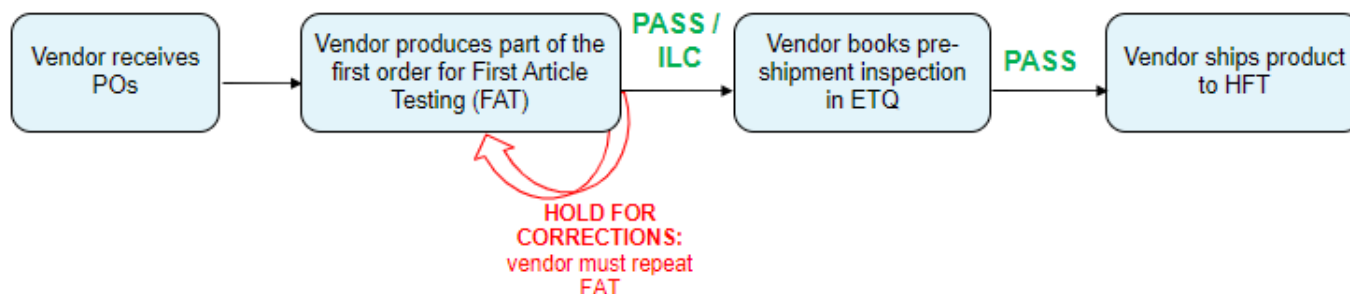 Vendor receives
POs
Vendor produces part of the
first order for First Article
Testing (FAT)
PASS /
ILC
Vendor books pre-
shipment inspection
in ETQ
PASS
Vendor ships product
to HFT
HOLD FOR
CORRECTIONS:
vendor must repeat
FAT